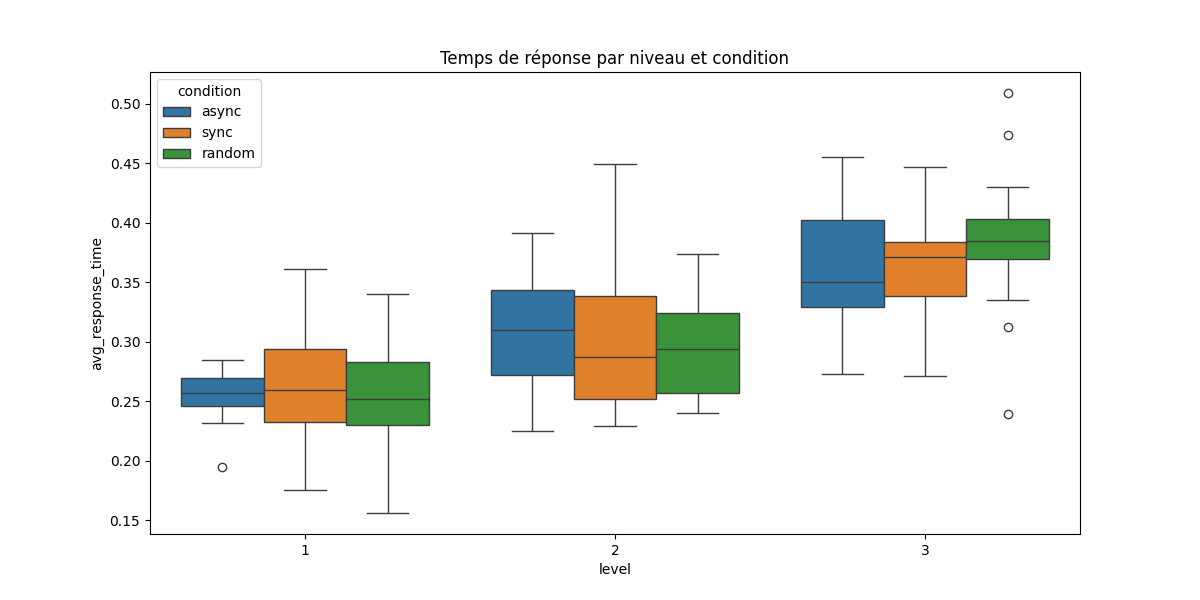 Temps de réponse par niveau et condition
condition
async
sync
random
avg_response_time
0.50
0.45
0.40
0.35
0.30
0.25
0.20
0.15
1
2
3
level